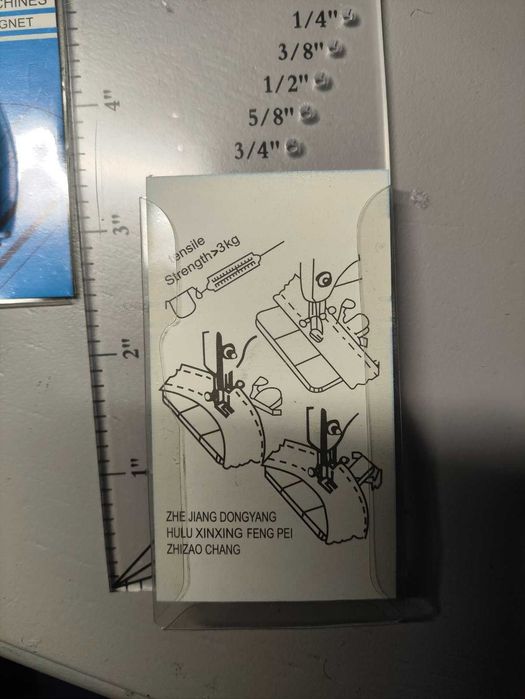 CHINES
GNET
1/4"
3/8"
1/2"
5/8"
3/4"
4"
3"
2"
1"
tensile
Strength>3kg
ZHE JIANG DONGYANG
HULU XINXING FENG PEI
ZHIZAO CHANG